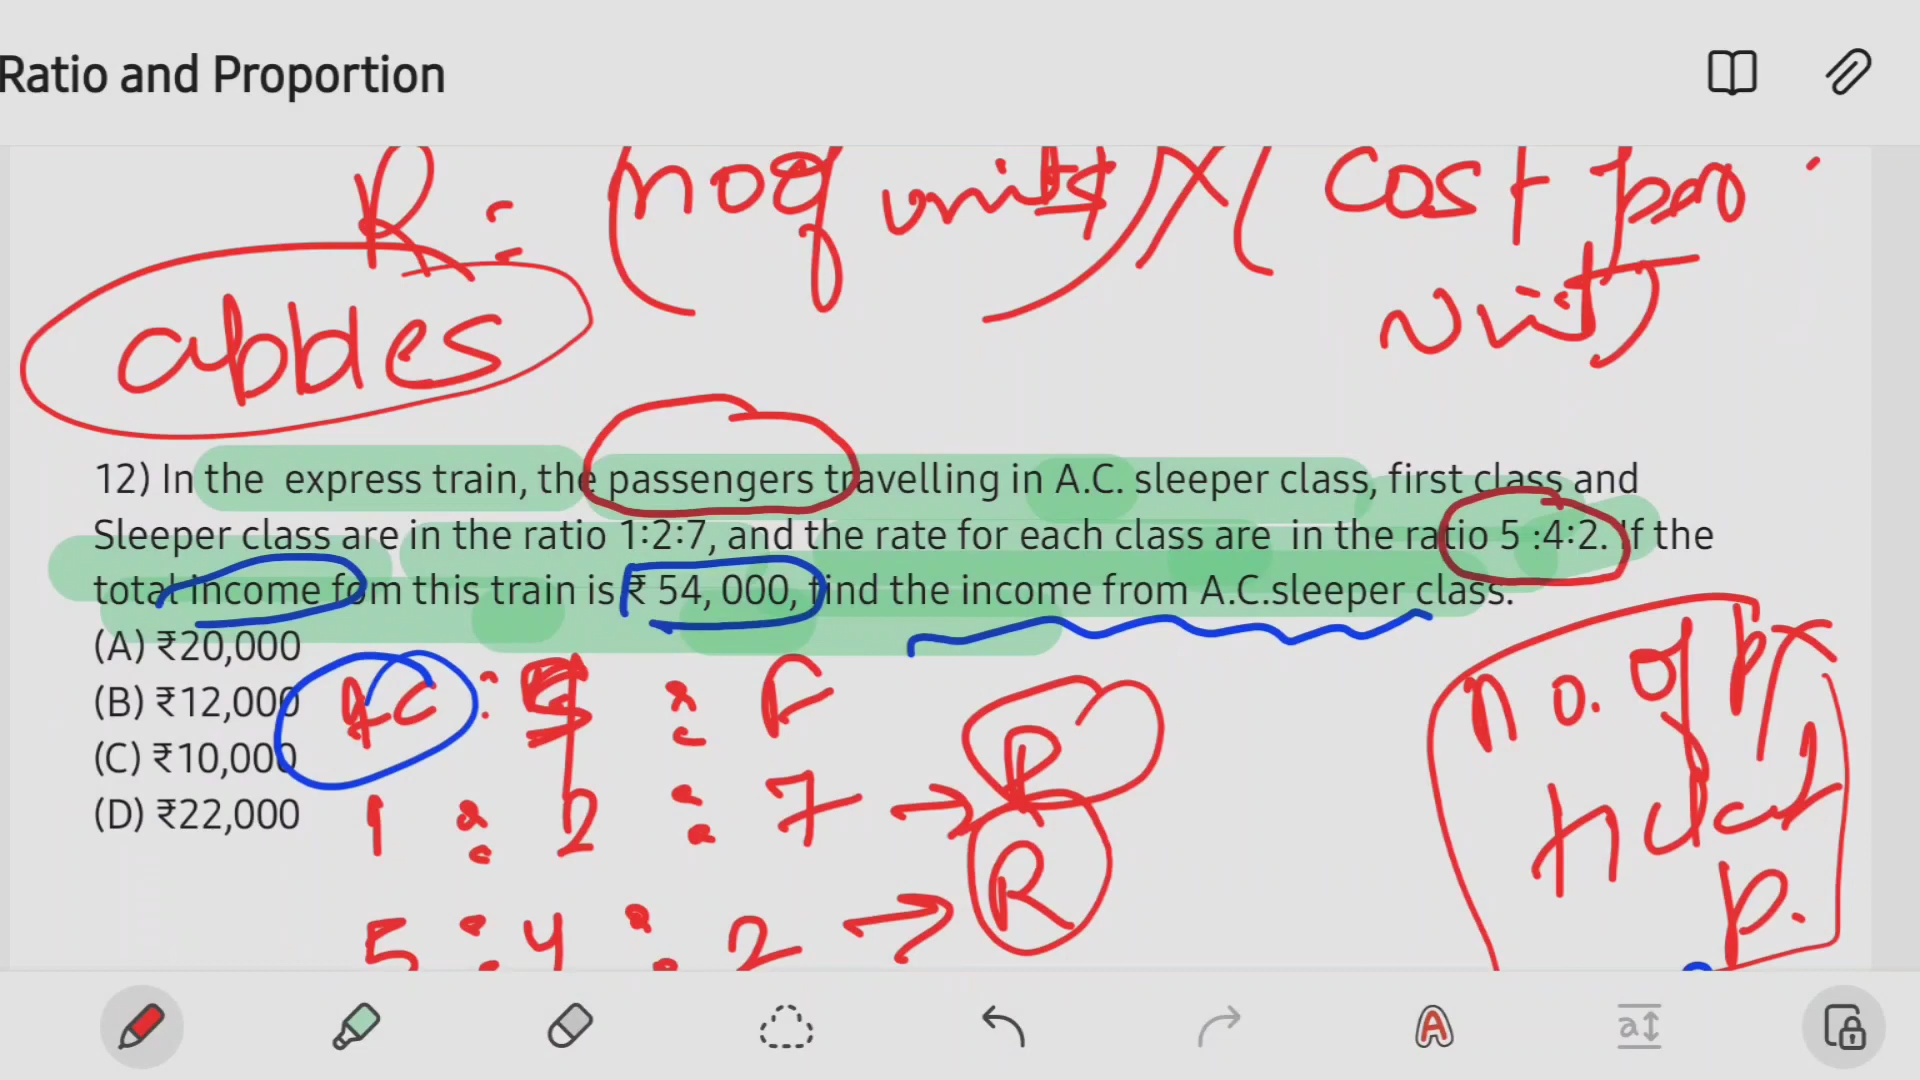 Ratio and Proportion
R = (no of units) X (Cost per
unit)
apples
12) In the express train, the passengers travelling in A.C. sleeper class, first class and
Sleeper class are in the ratio 1:2:7, and the rate for each class are in the ratio 5 :4:2. If the
total income fom this train is ₹ 54, 000, find the income from A.C.sleeper class.
(A) ₹20,000
(B) ₹12,000
(C) ₹10,000
(D) ₹22,000
AC : : F
1 : 2 : 7 → P
5 : 4 : 2 → R
no. of
p.